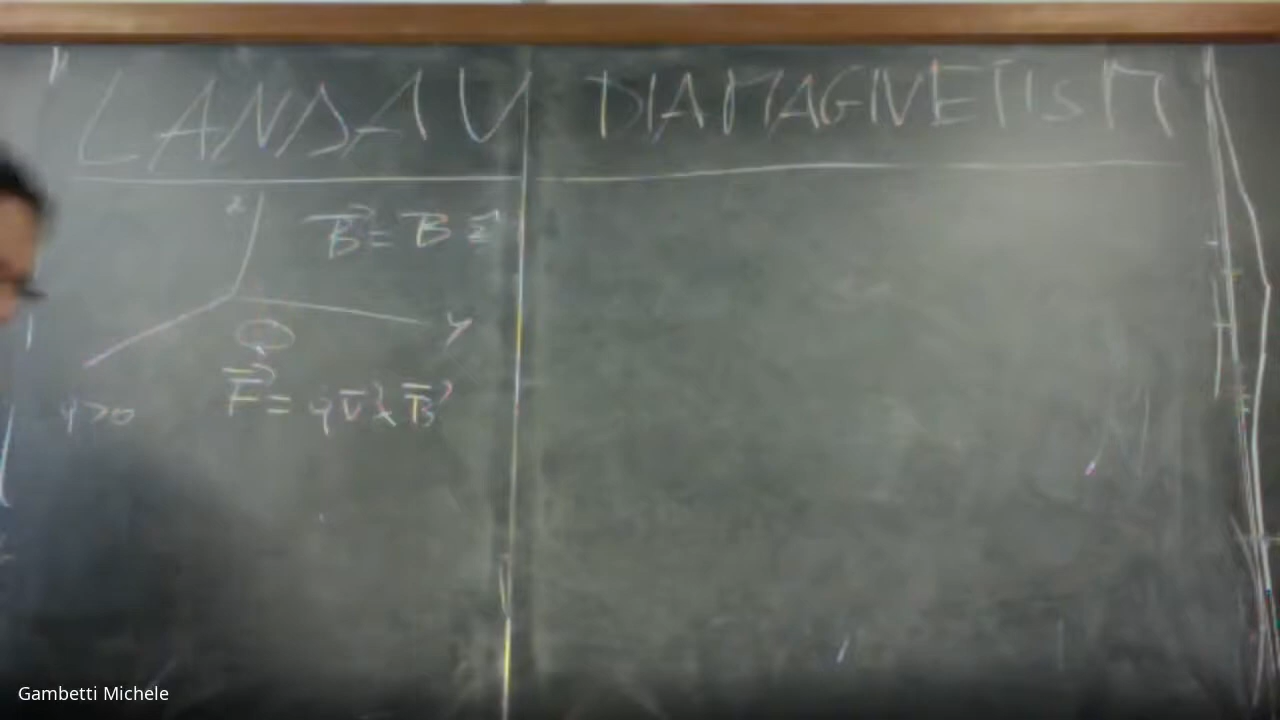 LANDAU DIAMAGNETISM
z
B⃗ = B ẑ
y
q>0
F⃗ = q v⃗ x B⃗
Gambetti Michele